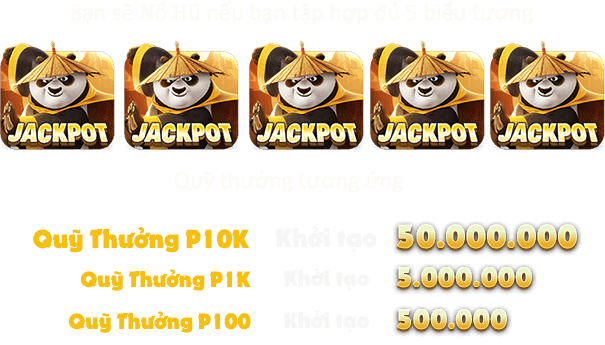 Bạn sẽ Nổ Hũ nếu bạn tập hợp đủ 5 biểu tượng
JACKPOT JACKPOT JACKPOT JACKPOT JACKPOT
Quỹ thưởng tương ứng
Quỹ Thưởng P10K Khởi tạo 50.000.000
Quỹ Thưởng P1K Khởi tạo 5.000.000
Quỹ Thưởng P100 Khởi tạo 500.000